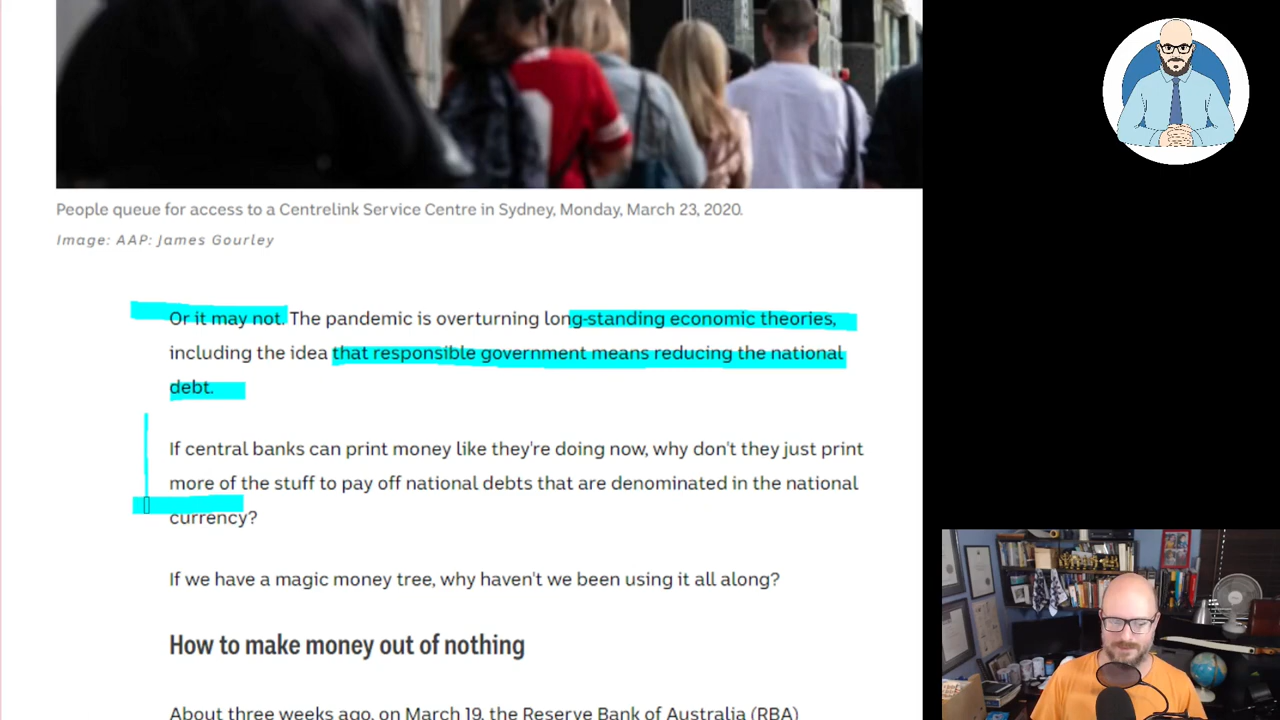 People queue for access to a Centrelink Service Centre in Sydney, Monday, March 23, 2020.
Image: AAP: James Gourley
Or it may not. The pandemic is overturning long-standing economic theories,
including the idea that responsible government means reducing the national
debt.
If central banks can print money like they're doing now, why don't they just print
more of the stuff to pay off national debts that are denominated in the national
currency?
If we have a magic money tree, why haven't we been using it all along?
How to make money out of nothing
About three weeks ago, on March 19, the Reserve Bank of Australia (RBA)